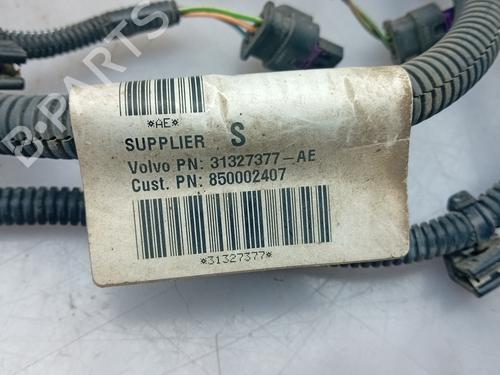 *AE*
SUPPLIER S
Volvo PN: 31327377-AE
Cust. PN: 850002407
*31327377*
B-PARTS